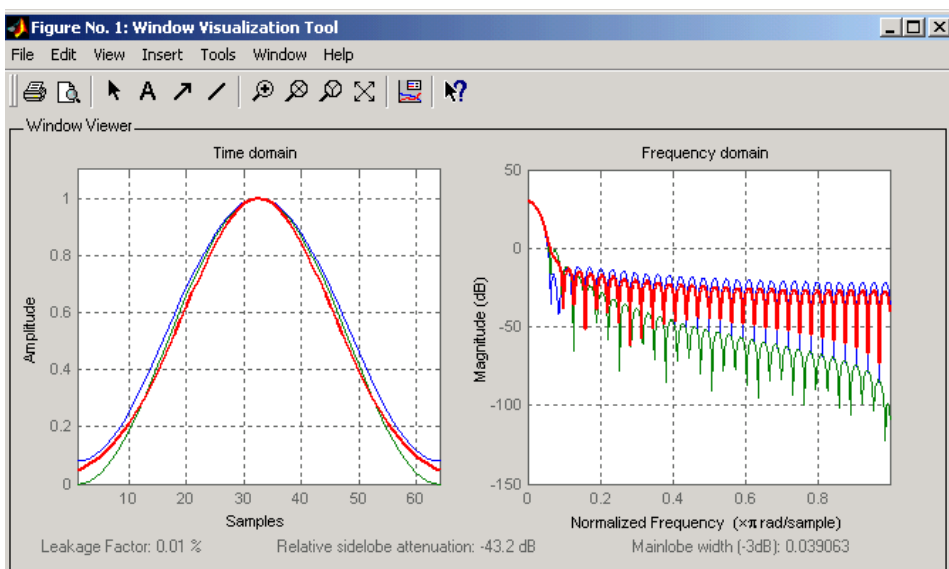 Figure No. 1: Window Visualization Tool
File Edit View Insert Tools Window Help
A
Window Viewer
Time domain
Frequency domain
1
0.8
0.6
0.4
0.2
0
10 20 30 40 50 60
Amplitude
Samples
50
0
-50
-100
-150
0 0.2 0.4 0.6 0.8
Magnitude (dB)
Normalized Frequency (×π rad/sample)
Leakage Factor: 0.01 % Relative sidelobe attenuation: -43.2 dB Mainlobe width (-3dB): 0.039063